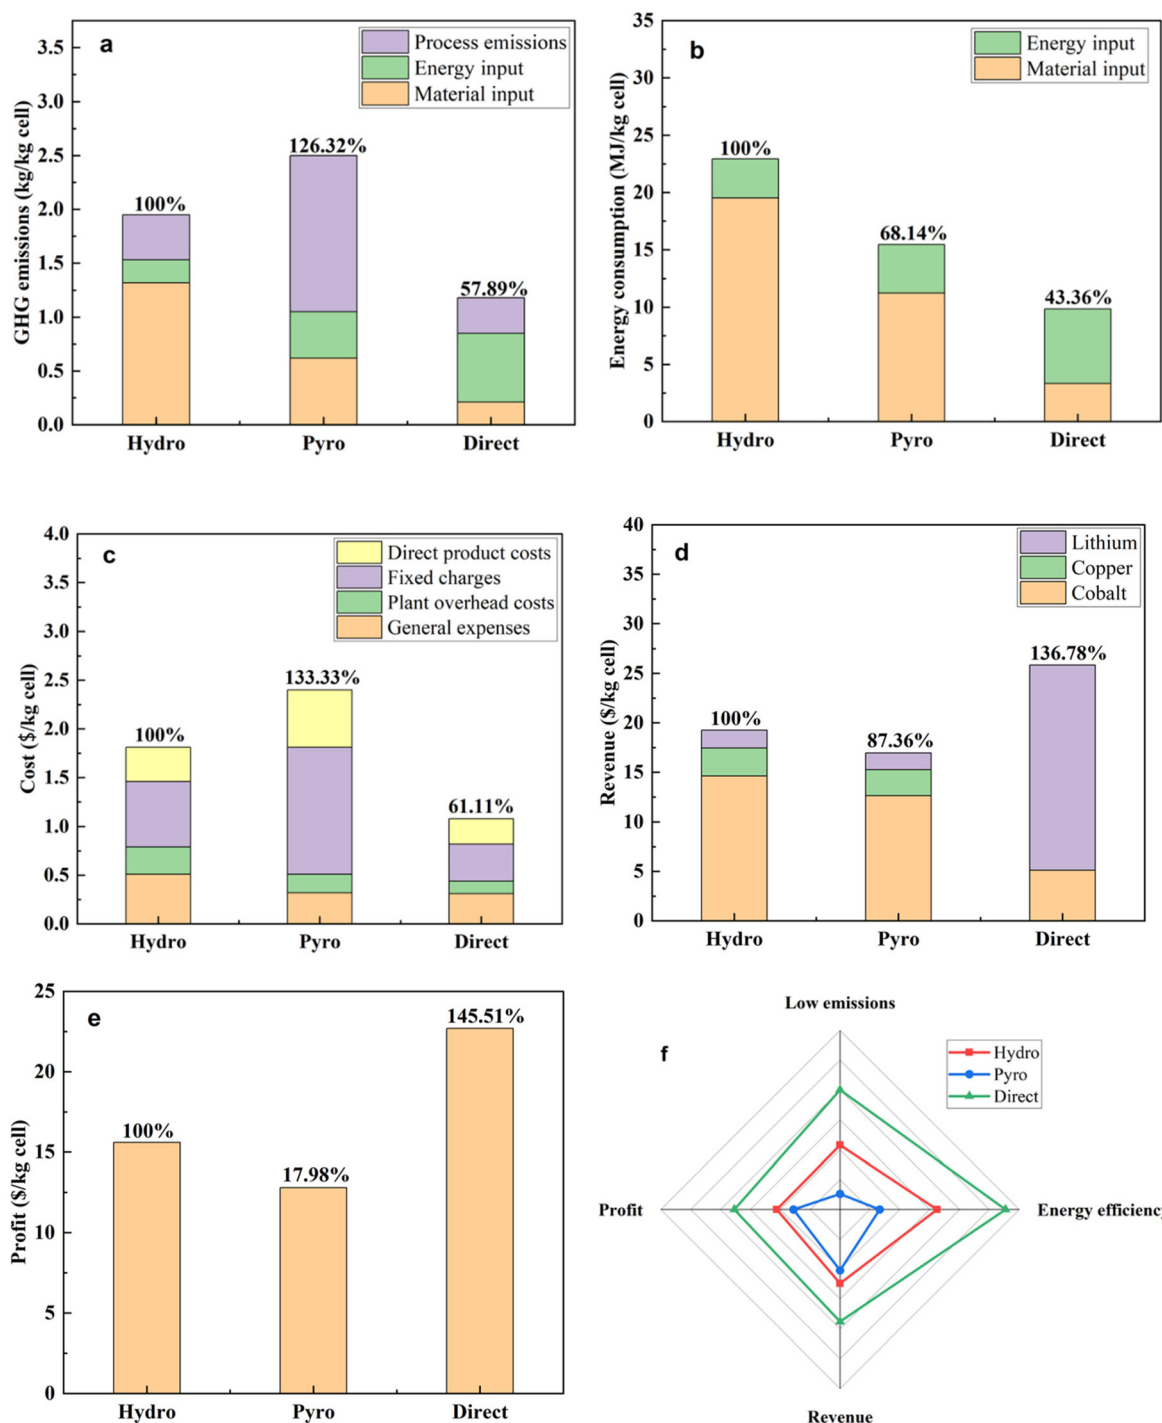 a
Process emissions
Energy input
Material input
GHG emissions (kg/kg cell)
3.5
3.0
2.5
2.0
1.5
1.0
0.5
0.0
100%
126.32%
57.89%
Hydro
Pyro
Direct
b
Energy input
Material input
Energy consumption (MJ/kg cell)
35
30
25
20
15
10
5
0
100%
68.14%
43.36%
Hydro
Pyro
Direct
c
Direct product costs
Fixed charges
Plant overhead costs
General expenses
Cost ($/kg cell)
4.0
3.5
3.0
2.5
2.0
1.5
1.0
0.5
0.0
100%
133.33%
61.11%
Hydro
Pyro
Direct
d
Lithium
Copper
Cobalt
Revenue ($/kg cell)
40
35
30
25
20
15
10
5
0
100%
87.36%
136.78%
Hydro
Pyro
Direct
e
Profit ($/kg cell)
25
20
15
10
5
0
100%
17.98%
145.51%
Hydro
Pyro
Direct
f
Low emissions
Hydro
Pyro
Direct
Profit
Energy efficiency
Revenue